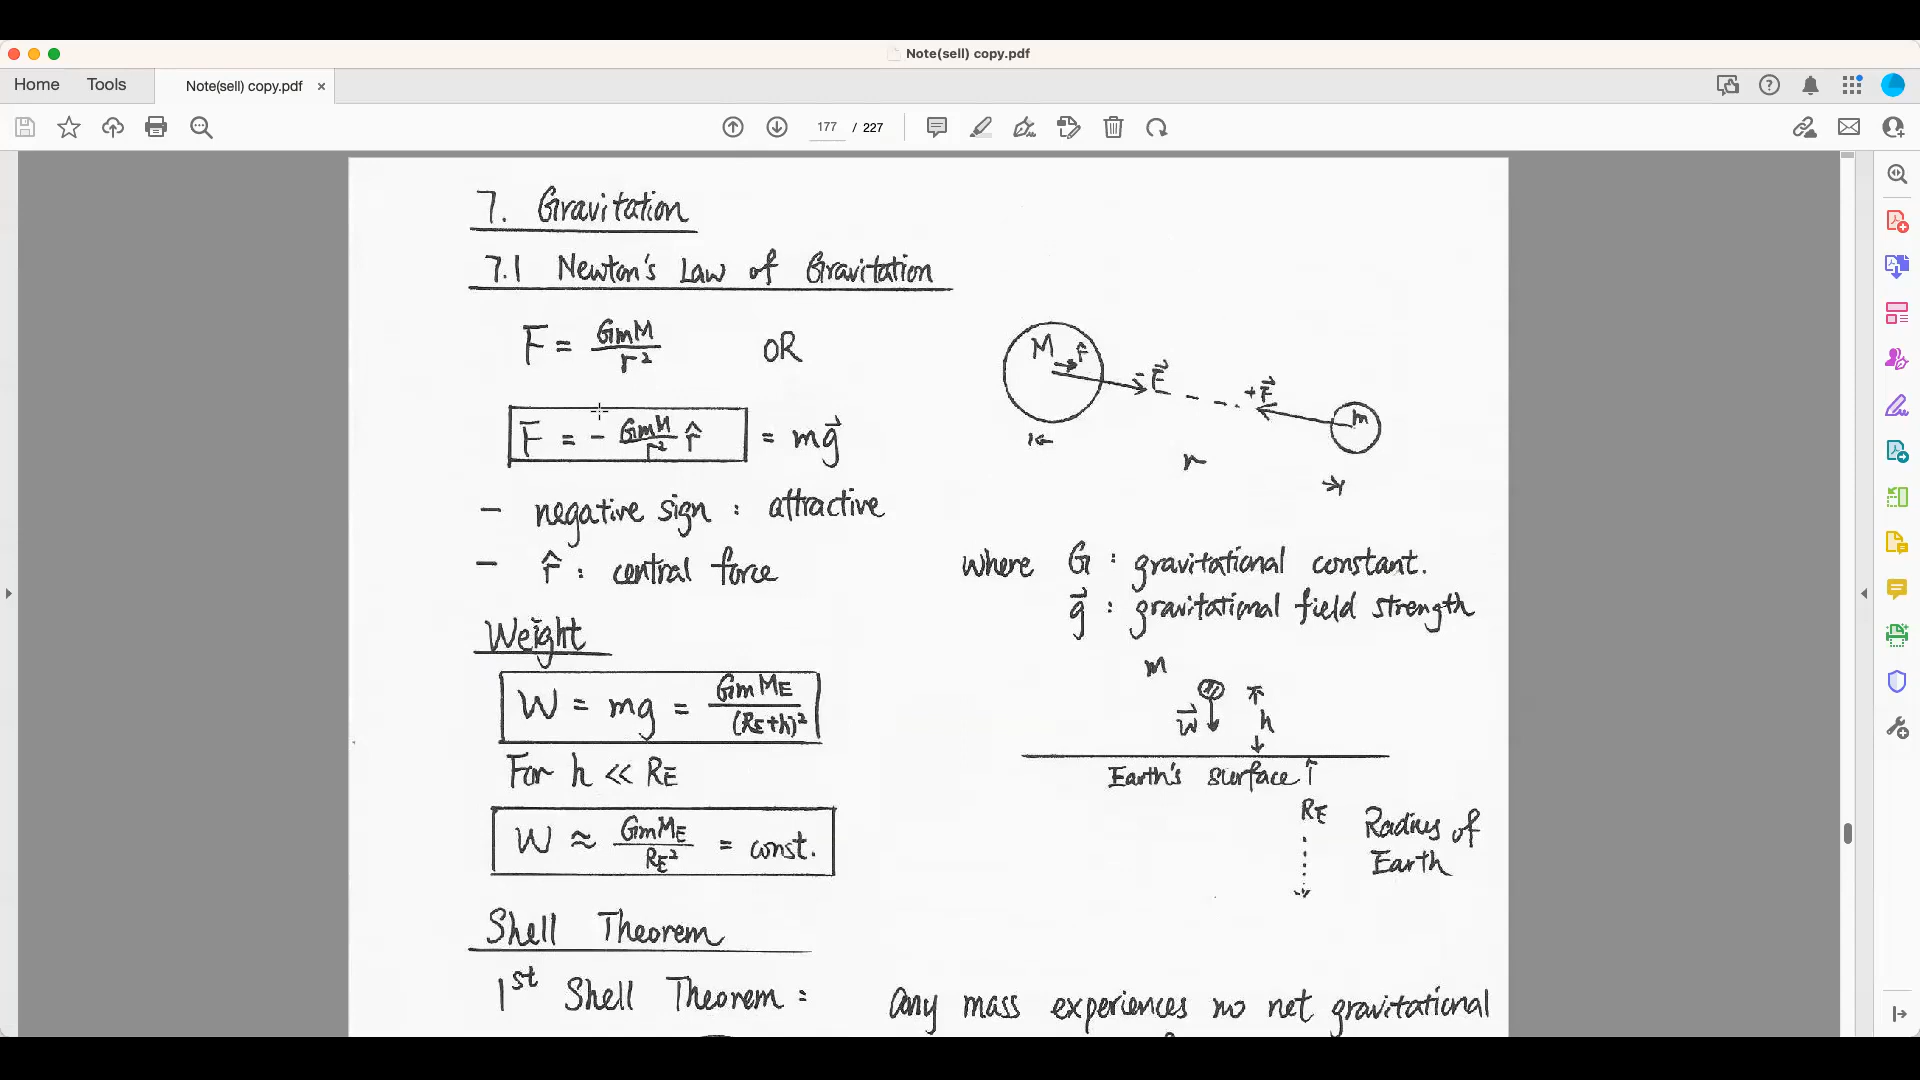 Note(sell) copy.pdf
Home Tools Note(sell) copy.pdf ×
177 / 227
7. Gravitation
7.1 Newton's Law of Gravitation
F = GmM/r² OR
F = - GmM/r² r̂ = mg⃗
M r̂ -F⃗ +F⃗ m
r
- negative sign : attractive
- r̂ : central force
where G : gravitational constant.
g⃗ : gravitational field strength
Weight
W = mg = GmME/(RE+h)²
m
W⃗ h
For h << RE
Earth's surface
W ≈ GmME/RE² = const.
RE Radius of
Earth
Shell Theorem
1st Shell Theorem : Any mass experiences no net gravitational